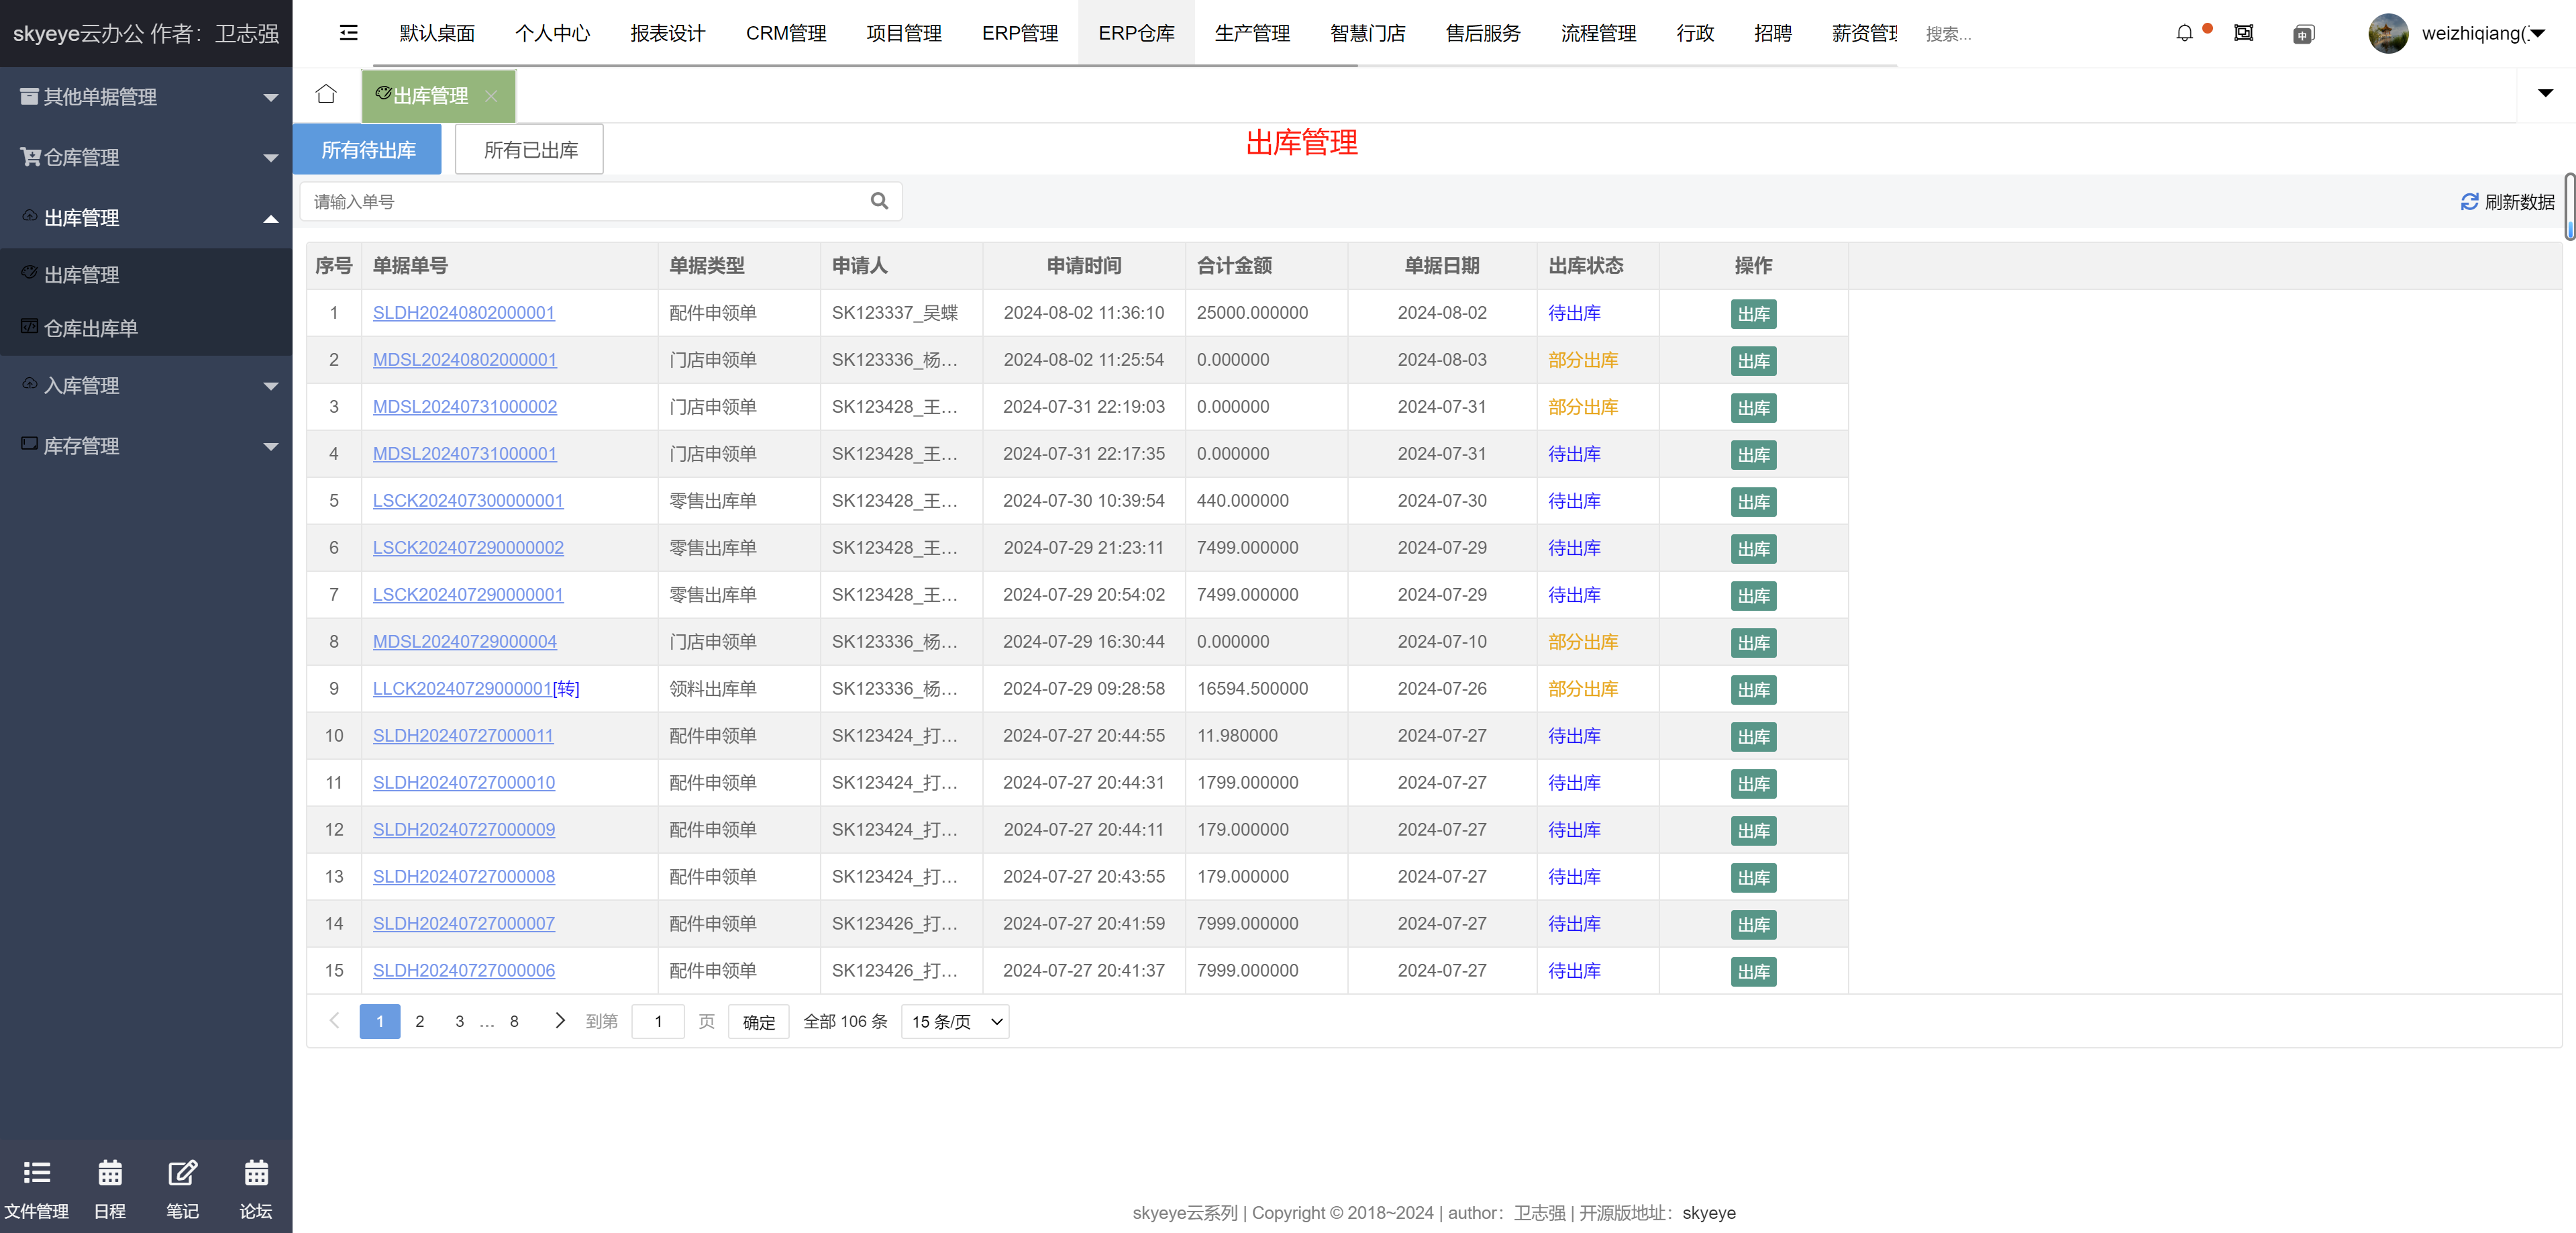 skyeye云办公 作者：卫志强
默认桌面 个人中心 报表设计 CRM管理 项目管理 ERP管理 ERP仓库 生产管理 智慧门店 售后服务 流程管理 行政 招聘 薪资管理 搜索... 中 weizhiqiang(
其他单据管理
仓库管理
出库管理
出库管理
仓库出库单
入库管理
库存管理
文件管理 日程 笔记 论坛
出库管理
所有待出库 所有已出库
出库管理
请输入单号
刷新数据
序号 单据单号 单据类型 申请人 申请时间 合计金额 单据日期 出库状态 操作
1 SLDH20240802000001 配件申领单 SK123337_吴蝶 2024-08-02 11:36:10 25000.000000 2024-08-02 待出库 出库
2 MDSL20240802000001 门店申领单 SK123336_杨... 2024-08-02 11:25:54 0.000000 2024-08-03 部分出库 出库
3 MDSL20240731000002 门店申领单 SK123428_王... 2024-07-31 22:19:03 0.000000 2024-07-31 部分出库 出库
4 MDSL20240731000001 门店申领单 SK123428_王... 2024-07-31 22:17:35 0.000000 2024-07-31 待出库 出库
5 LSCK202407300000001 零售出库单 SK123428_王... 2024-07-30 10:39:54 440.000000 2024-07-30 待出库 出库
6 LSCK202407290000002 零售出库单 SK123428_王... 2024-07-29 21:23:11 7499.000000 2024-07-29 待出库 出库
7 LSCK202407290000001 零售出库单 SK123428_王... 2024-07-29 20:54:02 7499.000000 2024-07-29 待出库 出库
8 MDSL20240729000004 门店申领单 SK123336_杨... 2024-07-29 16:30:44 0.000000 2024-07-10 部分出库 出库
9 LLCK20240729000001[转] 领料出库单 SK123336_杨... 2024-07-29 09:28:58 16594.500000 2024-07-26 部分出库 出库
10 SLDH20240727000011 配件申领单 SK123424_打... 2024-07-27 20:44:55 11.980000 2024-07-27 待出库 出库
11 SLDH20240727000010 配件申领单 SK123424_打... 2024-07-27 20:44:31 1799.000000 2024-07-27 待出库 出库
12 SLDH20240727000009 配件申领单 SK123424_打... 2024-07-27 20:44:11 179.000000 2024-07-27 待出库 出库
13 SLDH20240727000008 配件申领单 SK123424_打... 2024-07-27 20:43:55 179.000000 2024-07-27 待出库 出库
14 SLDH20240727000007 配件申领单 SK123426_打... 2024-07-27 20:41:59 7999.000000 2024-07-27 待出库 出库
15 SLDH20240727000006 配件申领单 SK123426_打... 2024-07-27 20:41:37 7999.000000 2024-07-27 待出库 出库
1 2 3 ... 8 到第 1 页 确定 全部 106 条 15 条/页
skyeye云系列 | Copyright © 2018~2024 | author：卫志强 | 开源版地址：skyeye